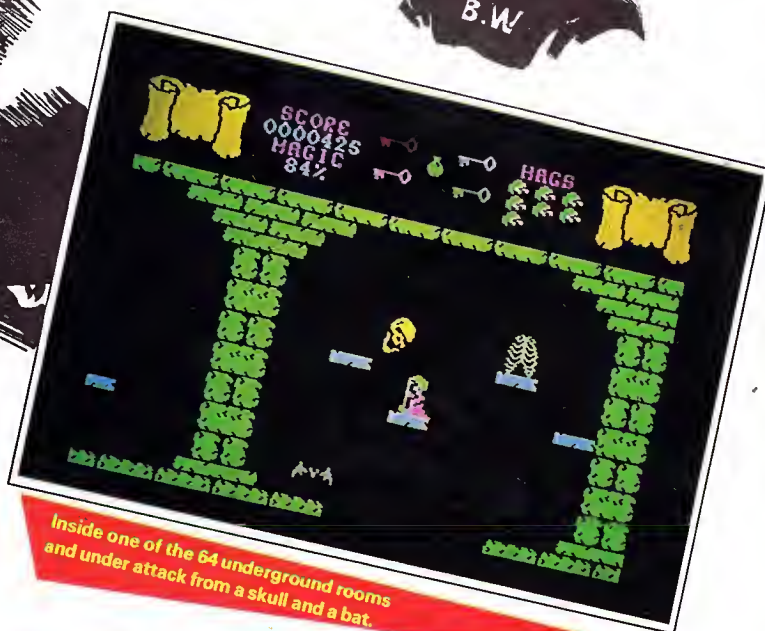 B.W
SCORE
0000425
MAGIC
84%
HAGS
Inside one of the 64 underground rooms
and under attack from a skull and a bat.